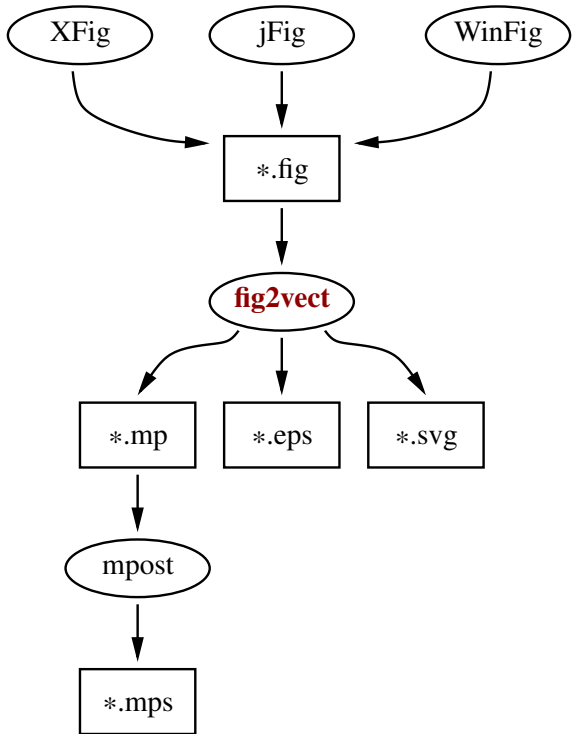 XFig
jFig
WinFig
*.fig
fig2vect
*.mp
*.eps
*.svg
mpost
*.mps